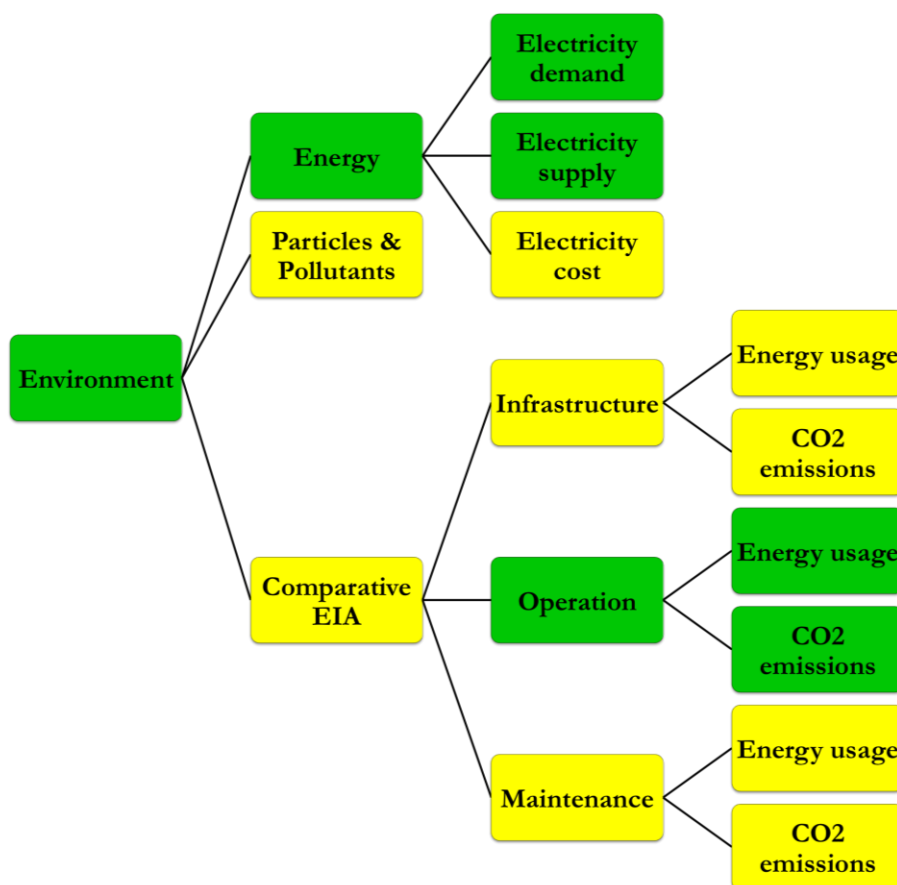 Electricity
demand
Energy
Electricity
supply
Particles &
Pollutants
Electricity
cost
Environment
Infrastructure
Energy usage
CO2
emissions
Comparative
EIA
Operation
Energy usage
CO2
emissions
Maintenance
Energy usage
CO2
emissions